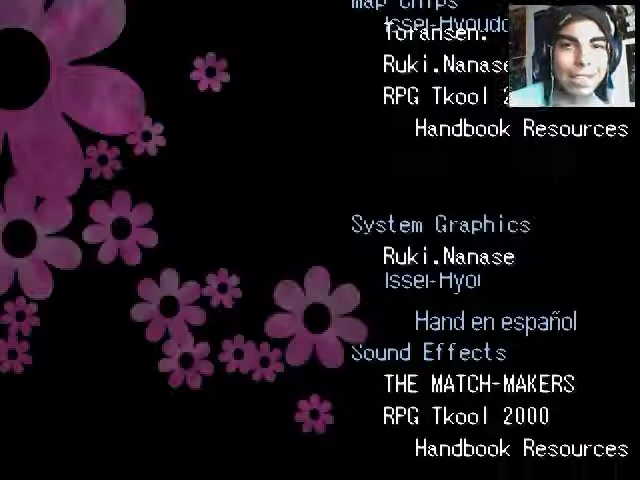 Map Chips
Issei-Hyoudo
Toransen.
Ruki.Nanase
RPG Tkool 2
Handbook Resources
System Graphics
Ruki.Nanase
Issei-Hyou
Hand en español
Sound Effects
THE MATCH-MAKERS
RPG Tkool 2000
Handbook Resources